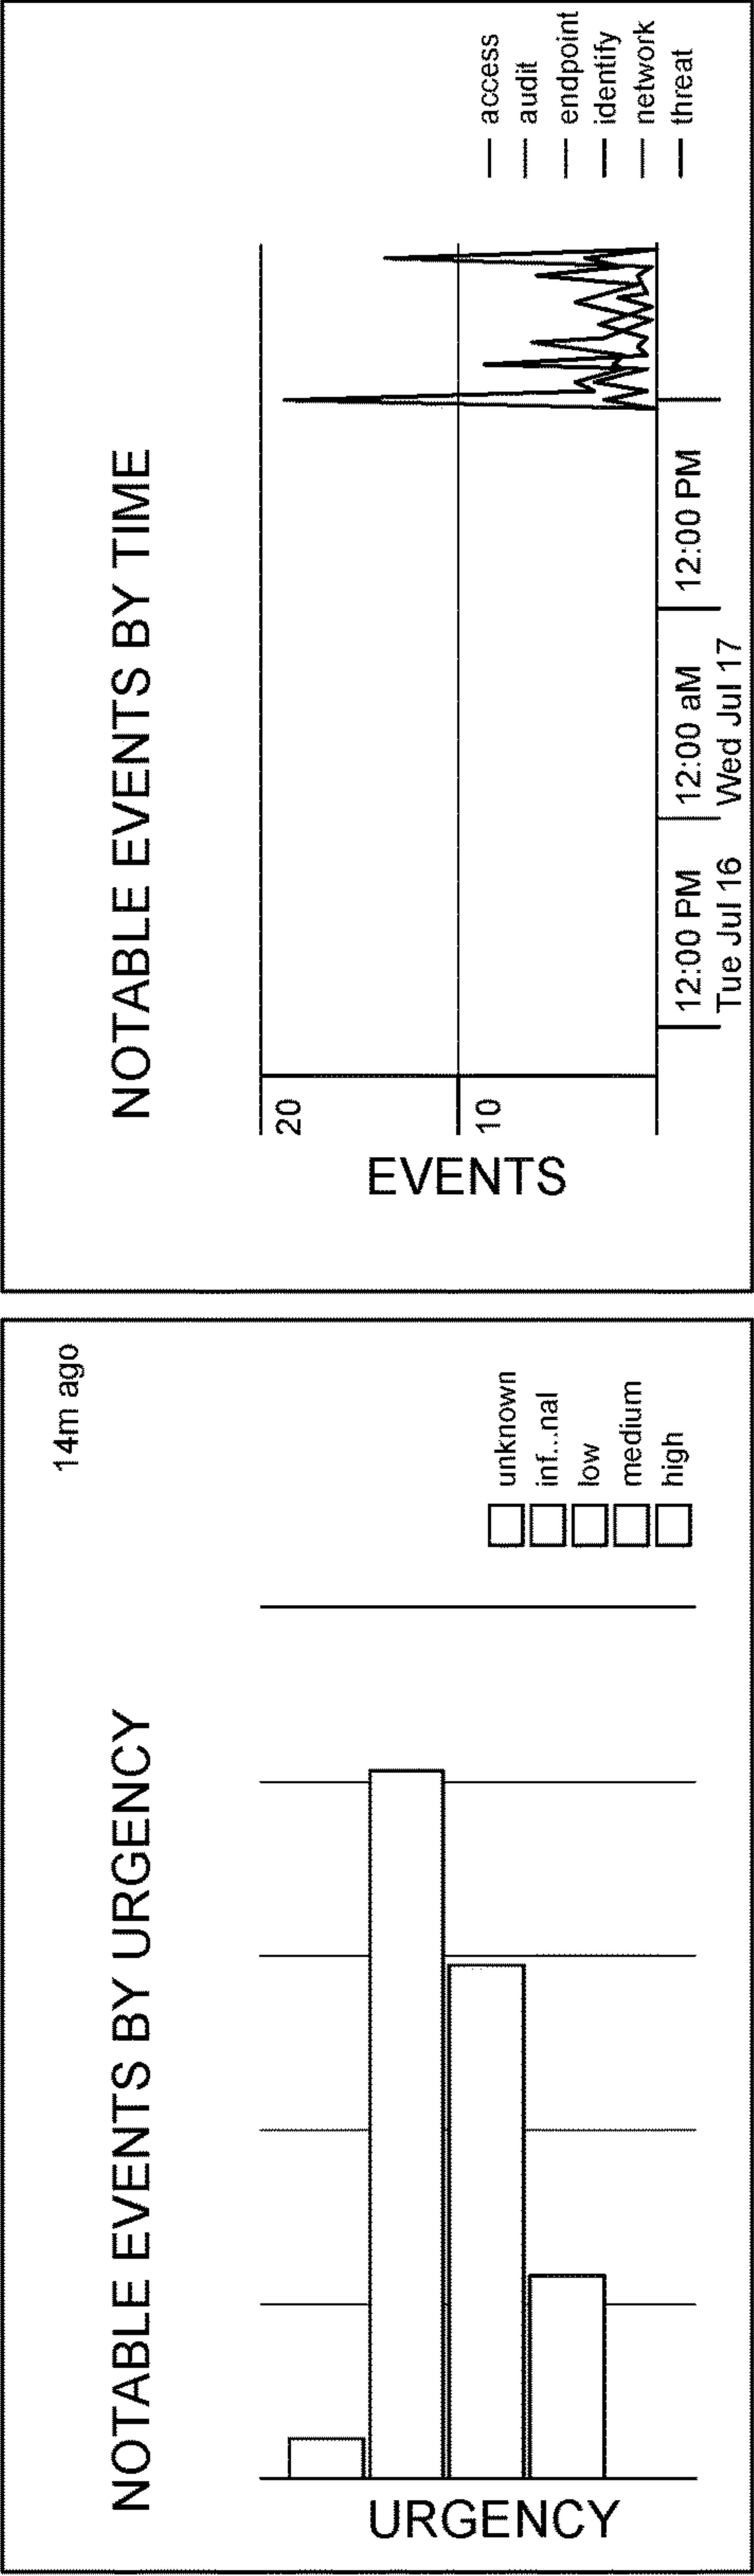 NOTABLE EVENTS BY URGENCY
14m ago
URGENCY
unknown
inf...nal
low
medium
high
NOTABLE EVENTS BY TIME
EVENTS
20
10
12:00 PM
Tue Jul 16
12:00 aM
Wed Jul 17
12:00 PM
access
audit
endpoint
identify
network
threat